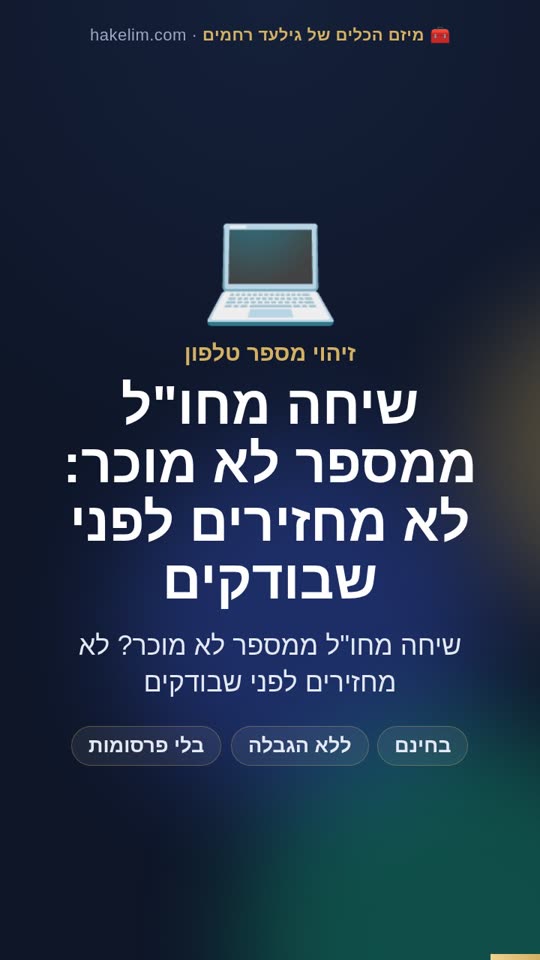 🧰 מיזם הכלים של גילעד רחמים · hakelim.com
זיהוי מספר טלפון
שיחה מחו"ל
ממספר לא מוכר:
לא מחזירים לפני
שבודקים
שיחה מחו"ל ממספר לא מוכר? לא
מחזירים לפני שבודקים
בחינם
ללא הגבלה
בלי פרסומות